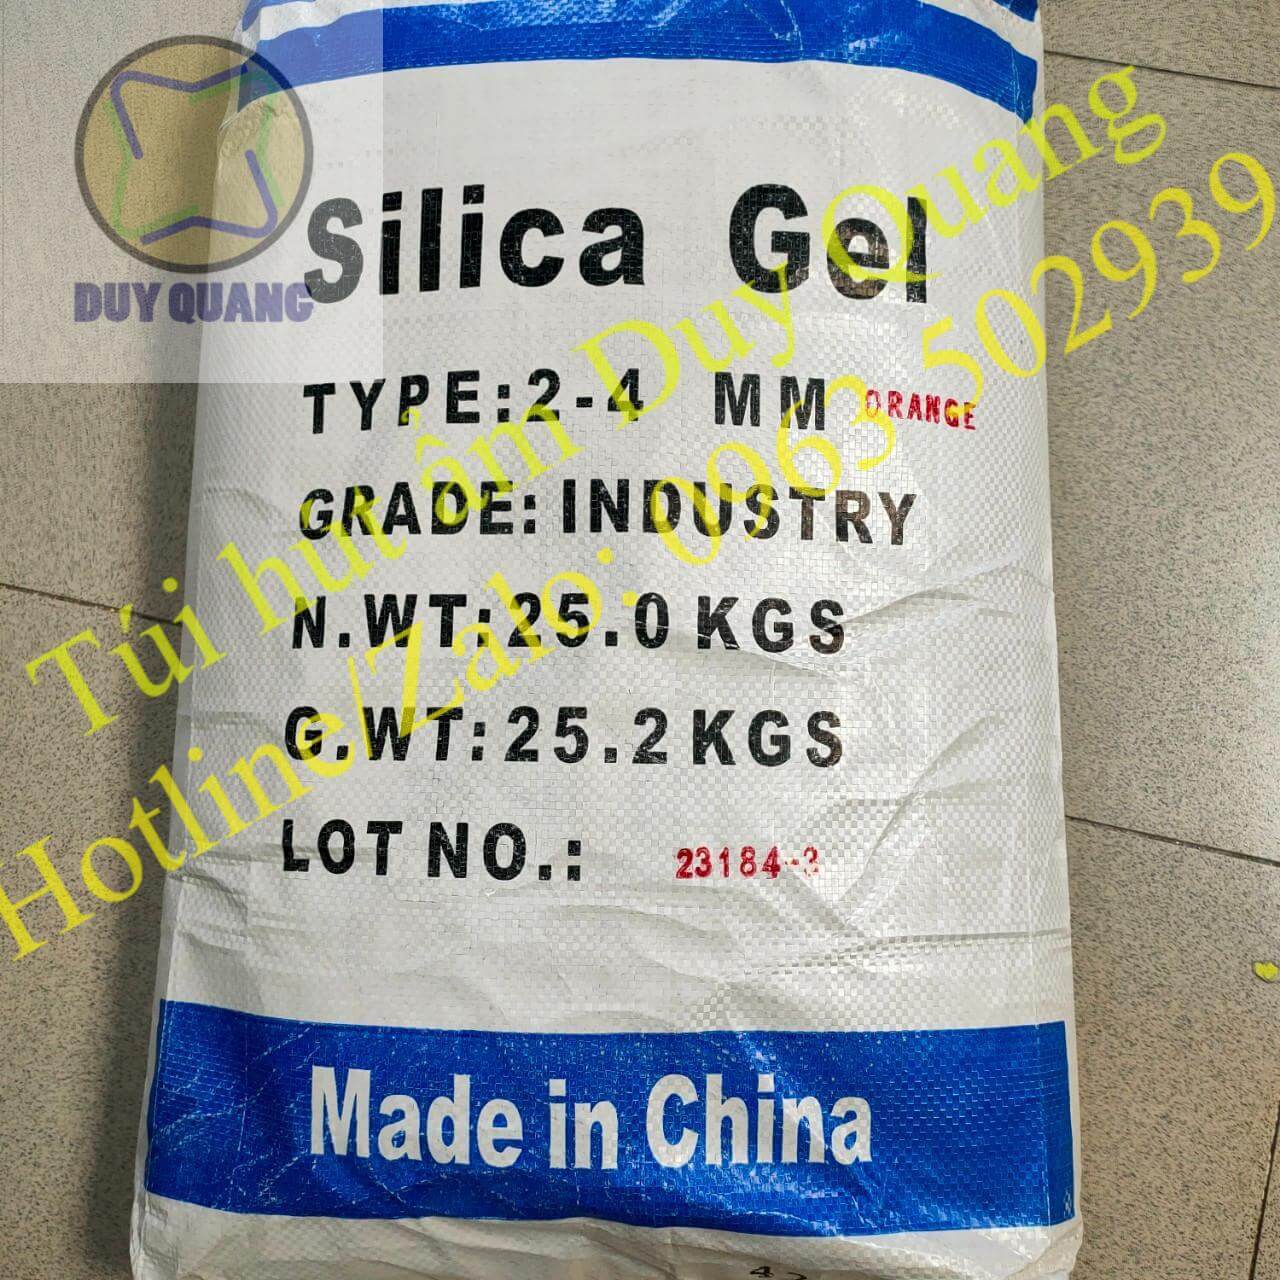 DUY QUANG
Silica Gel
TYPE:2-4 MM ORANGE
GRADE: INDUSTRY
N.WT:25.0 KGS
G.WT:25.2 KGS
LOT NO.: 23184-3
Made in China
Túi hút ẩm Duy Quang
Hotline/Zalo: 0963 502939